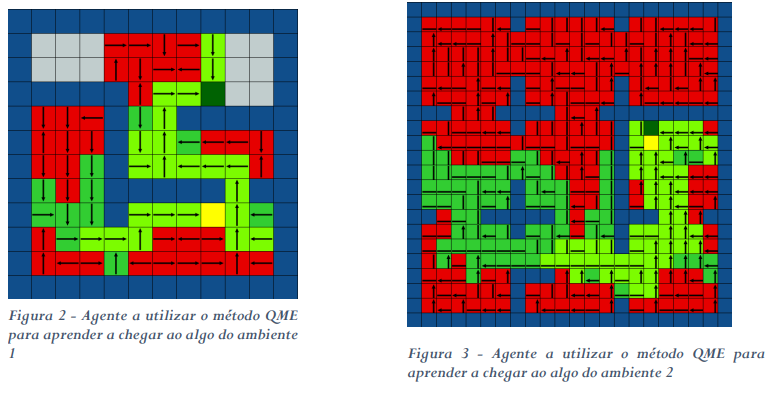 Figura 2 - Agente a utilizar o método QME
para aprender a chegar ao algo do ambiente
1
Figura 3 - Agente a utilizar o método QME para
aprender a chegar ao algo do ambiente 2